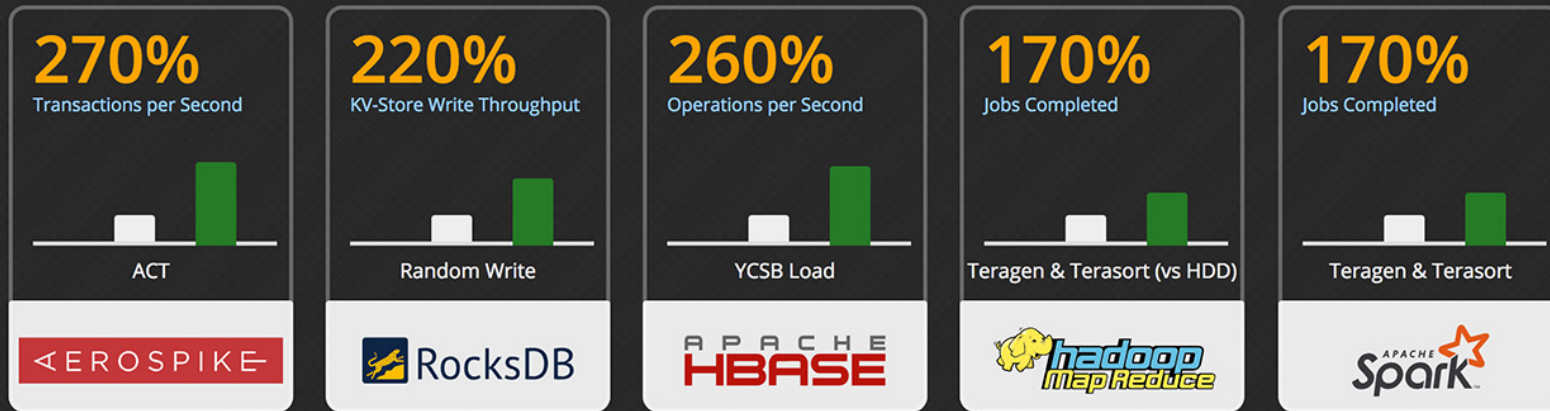 270%
Transactions per Second
ACT
AEROSPIKE
220%
KV-Store Write Throughput
Random Write
RocksDB
260%
Operations per Second
YCSB Load
APACHE
HBASE
170%
Jobs Completed
Teragen & Terasort (vs HDD)
hadoop
Map Reduce
170%
Jobs Completed
Teragen & Terasort
APACHE
Spark™